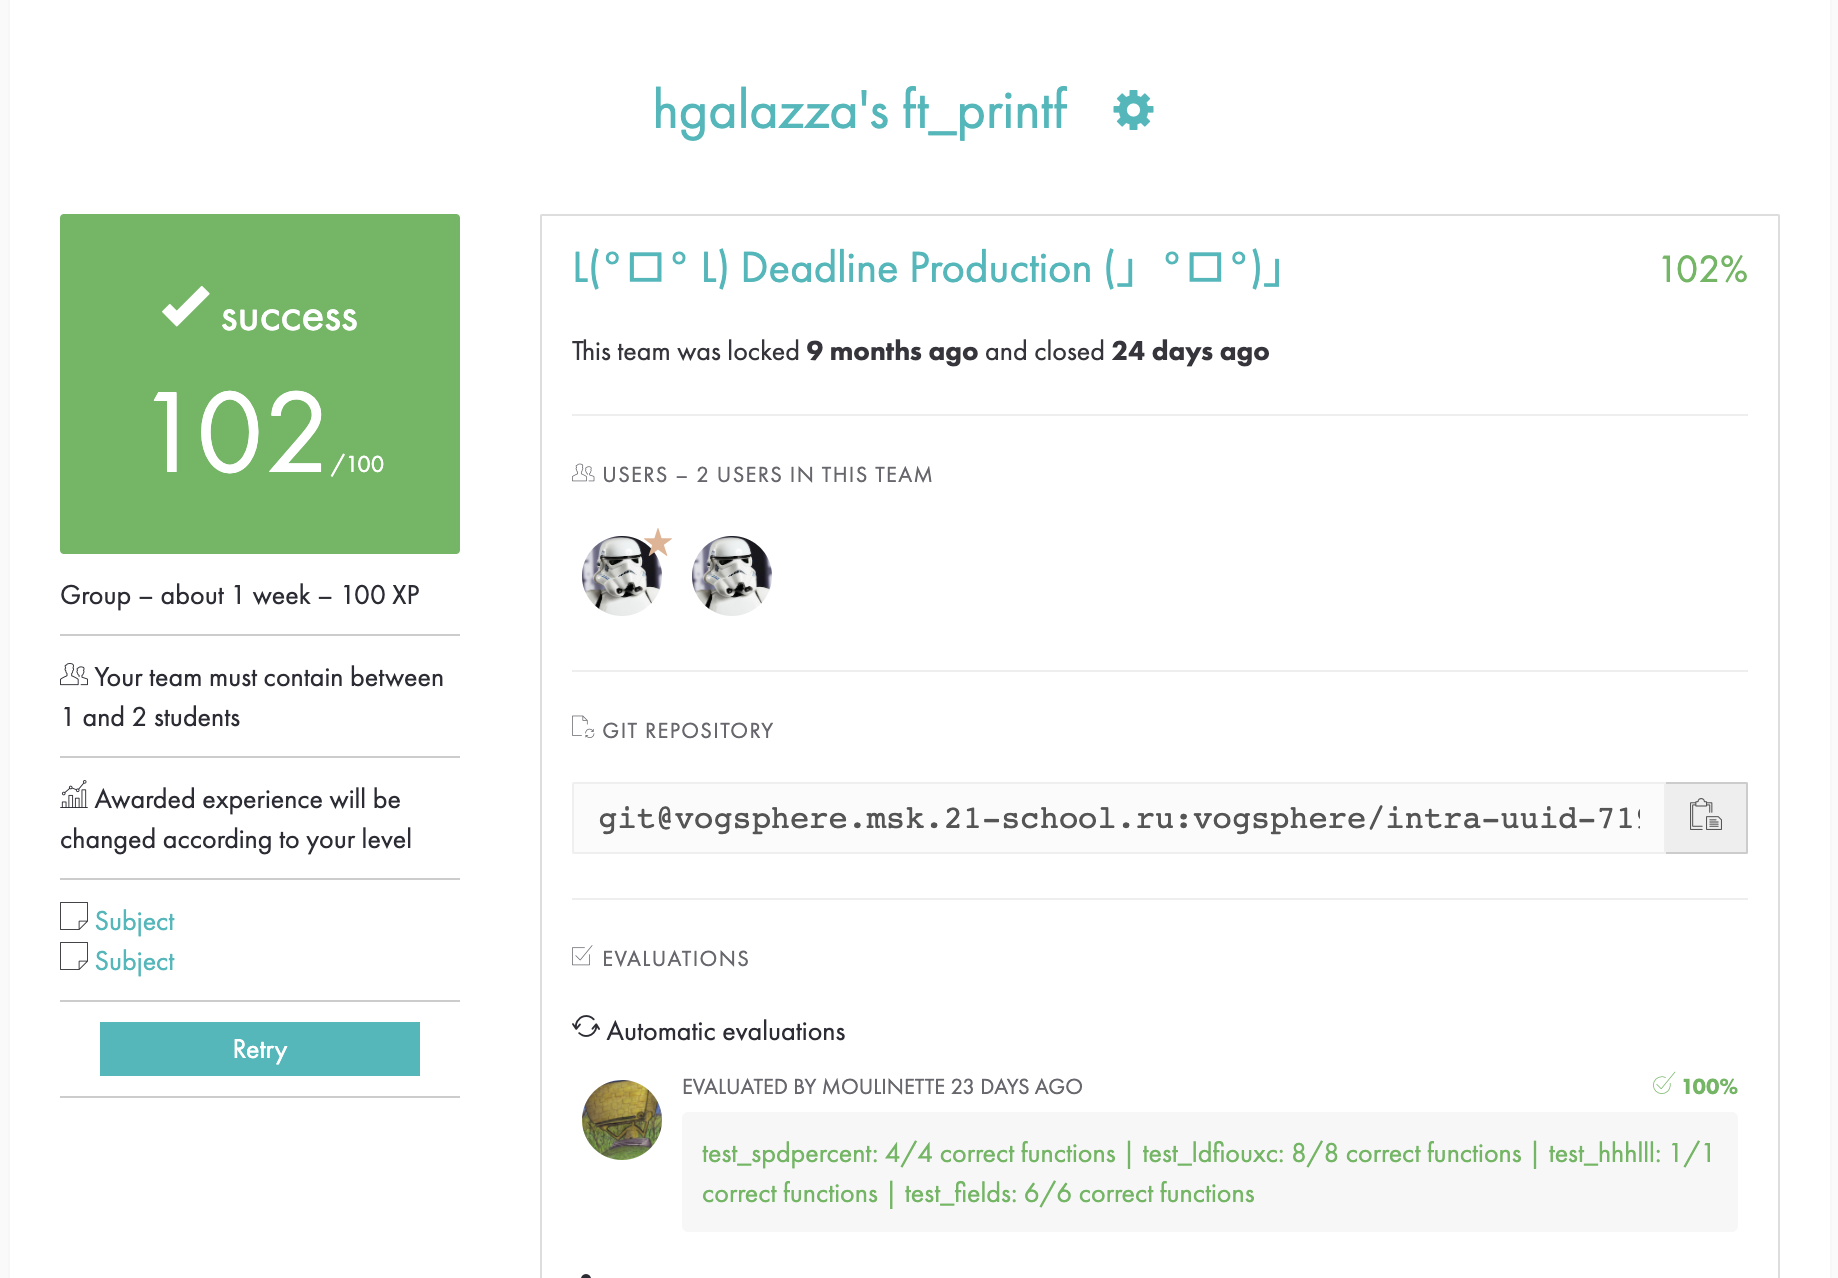 hgalazza's ft_printf
success
102/100
Group – about 1 week – 100 XP
Your team must contain between
1 and 2 students
Awarded experience will be
changed according to your level
Subject
Subject
Retry
L(°ロ° L) Deadline Production (」 °ロ°)」
102%
This team was locked 9 months ago and closed 24 days ago
USERS – 2 USERS IN THIS TEAM
GIT REPOSITORY
git@vogsphere.msk.21-school.ru:vogsphere/intra-uuid-719
EVALUATIONS
Automatic evaluations
EVALUATED BY MOULINETTE 23 DAYS AGO
100%
test_spdpercent: 4/4 correct functions | test_ldfiouxc: 8/8 correct functions | test_hhhlll: 1/1
correct functions | test_fields: 6/6 correct functions